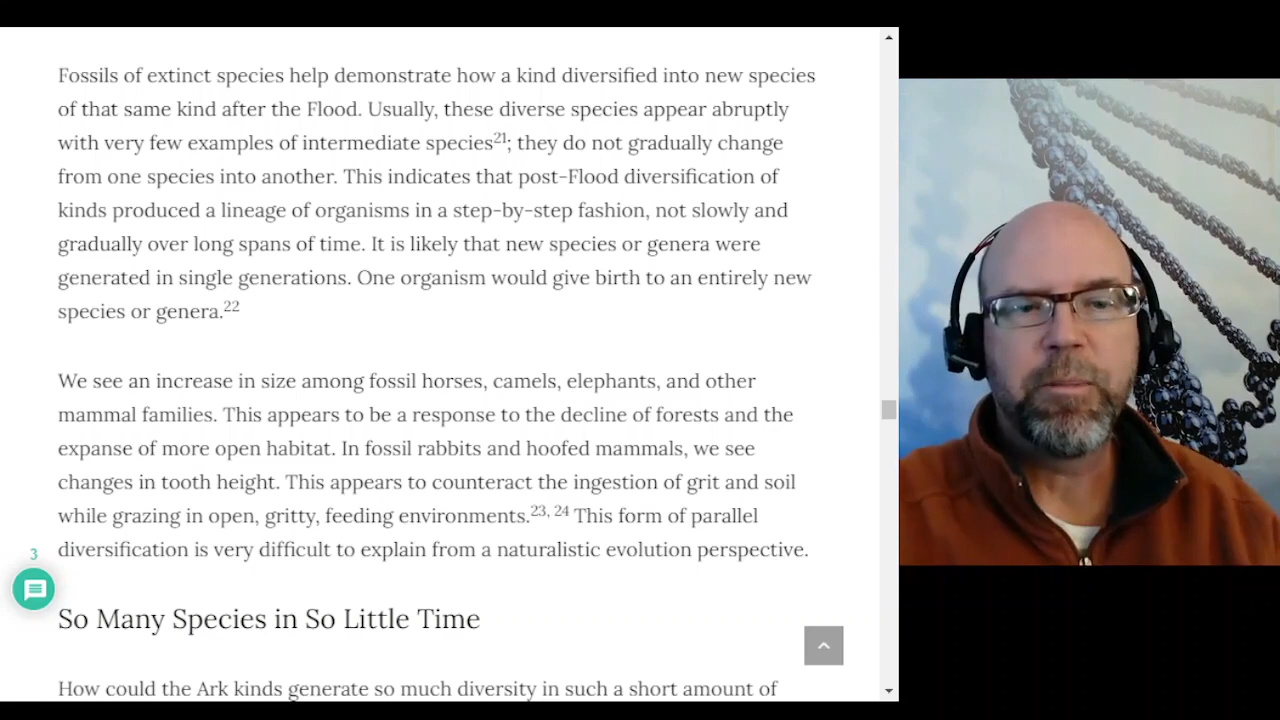 Fossils of extinct species help demonstrate how a kind diversified into new species
of that same kind after the Flood. Usually, these diverse species appear abruptly
with very few examples of intermediate species21; they do not gradually change
from one species into another. This indicates that post-Flood diversification of
kinds produced a lineage of organisms in a step-by-step fashion, not slowly and
gradually over long spans of time. It is likely that new species or genera were
generated in single generations. One organism would give birth to an entirely new
species or genera.22
We see an increase in size among fossil horses, camels, elephants, and other
mammal families. This appears to be a response to the decline of forests and the
expanse of more open habitat. In fossil rabbits and hoofed mammals, we see
changes in tooth height. This appears to counteract the ingestion of grit and soil
while grazing in open, gritty, feeding environments.23, 24 This form of parallel
diversification is very difficult to explain from a naturalistic evolution perspective.
3
So Many Species in So Little Time
How could the Ark kinds generate so much diversity in such a short amount of